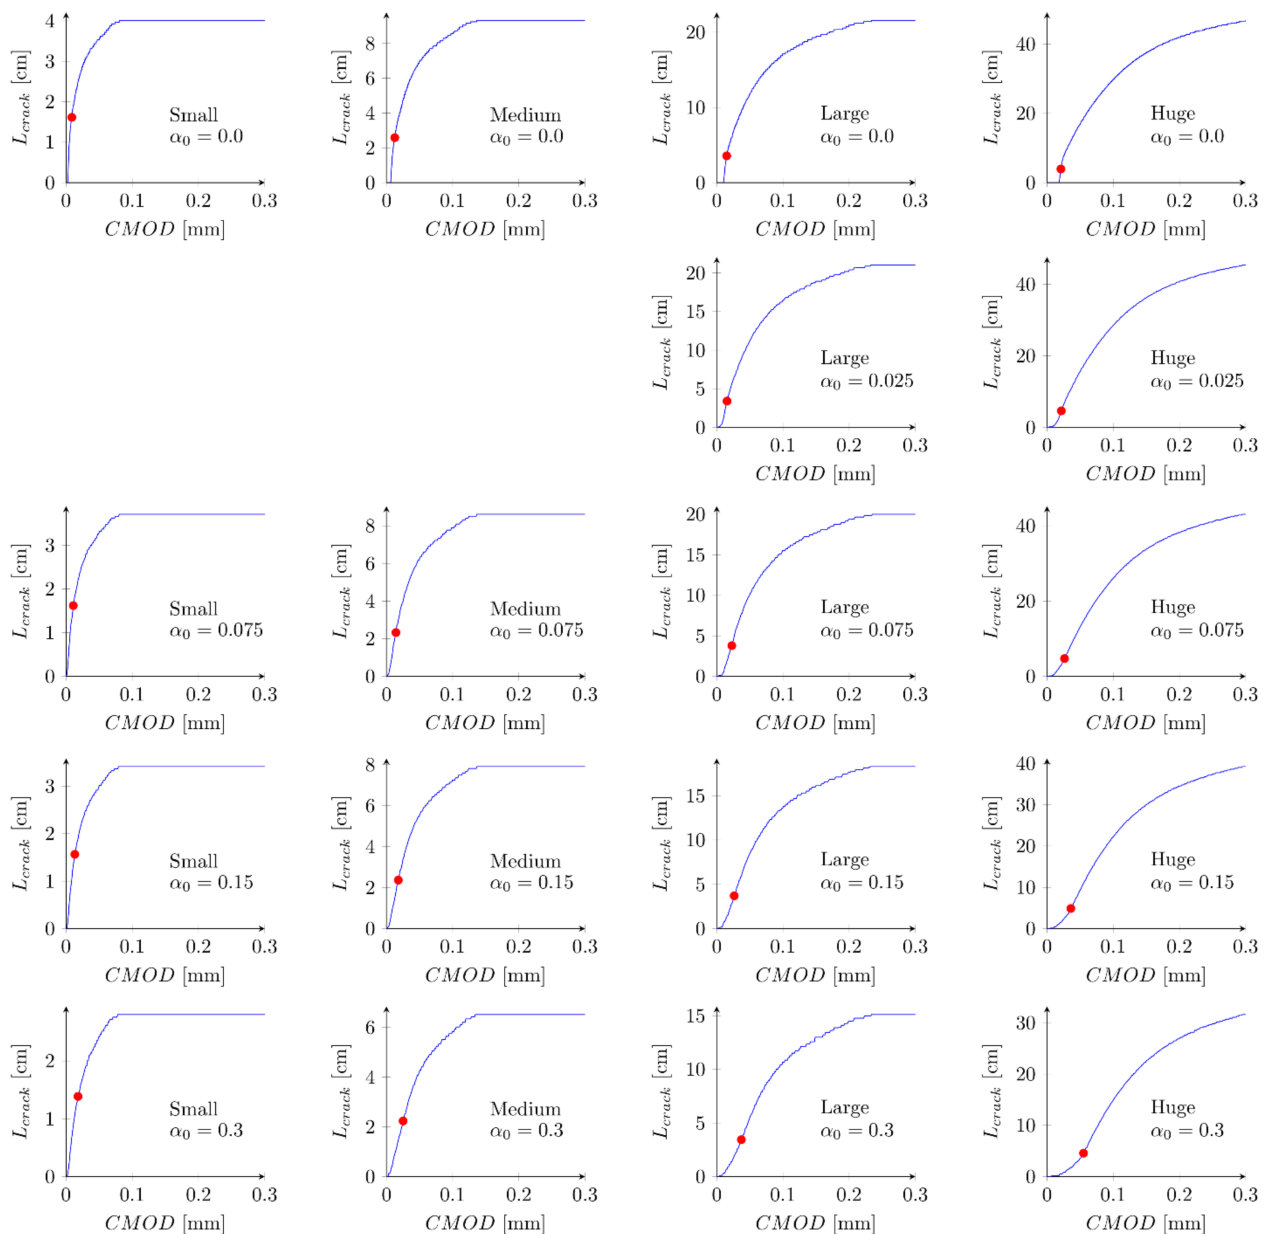 4
3
2
1
0
L_crack [cm]
Small
α₀ = 0.0
0 0.1 0.2 0.3
CMOD [mm]
8
6
4
2
0
L_crack [cm]
Medium
α₀ = 0.0
0 0.1 0.2 0.3
CMOD [mm]
20
10
0
L_crack [cm]
Large
α₀ = 0.0
0 0.1 0.2 0.3
CMOD [mm]
40
20
0
L_crack [cm]
Huge
α₀ = 0.0
0 0.1 0.2 0.3
CMOD [mm]
20
15
10
5
0
L_crack [cm]
Large
α₀ = 0.025
0 0.1 0.2 0.3
CMOD [mm]
40
20
0
L_crack [cm]
Huge
α₀ = 0.025
0 0.1 0.2 0.3
CMOD [mm]
3
2
1
0
L_crack [cm]
Small
α₀ = 0.075
0 0.1 0.2 0.3
CMOD [mm]
8
6
4
2
0
L_crack [cm]
Medium
α₀ = 0.075
0 0.1 0.2 0.3
CMOD [mm]
20
15
10
5
0
L_crack [cm]
Large
α₀ = 0.075
0 0.1 0.2 0.3
CMOD [mm]
40
20
0
L_crack [cm]
Huge
α₀ = 0.075
0 0.1 0.2 0.3
CMOD [mm]
3
2
1
0
L_crack [cm]
Small
α₀ = 0.15
0 0.1 0.2 0.3
CMOD [mm]
8
6
4
2
0
L_crack [cm]
Medium
α₀ = 0.15
0 0.1 0.2 0.3
CMOD [mm]
15
10
5
0
L_crack [cm]
Large
α₀ = 0.15
0 0.1 0.2 0.3
CMOD [mm]
40
30
20
10
0
L_crack [cm]
Huge
α₀ = 0.15
0 0.1 0.2 0.3
CMOD [mm]
2
1
0
L_crack [cm]
Small
α₀ = 0.3
0 0.1 0.2 0.3
CMOD [mm]
6
4
2
0
L_crack [cm]
Medium
α₀ = 0.3
0 0.1 0.2 0.3
CMOD [mm]
15
10
5
0
L_crack [cm]
Large
α₀ = 0.3
0 0.1 0.2 0.3
CMOD [mm]
30
20
10
0
L_crack [cm]
Huge
α₀ = 0.3
0 0.1 0.2 0.3
CMOD [mm]